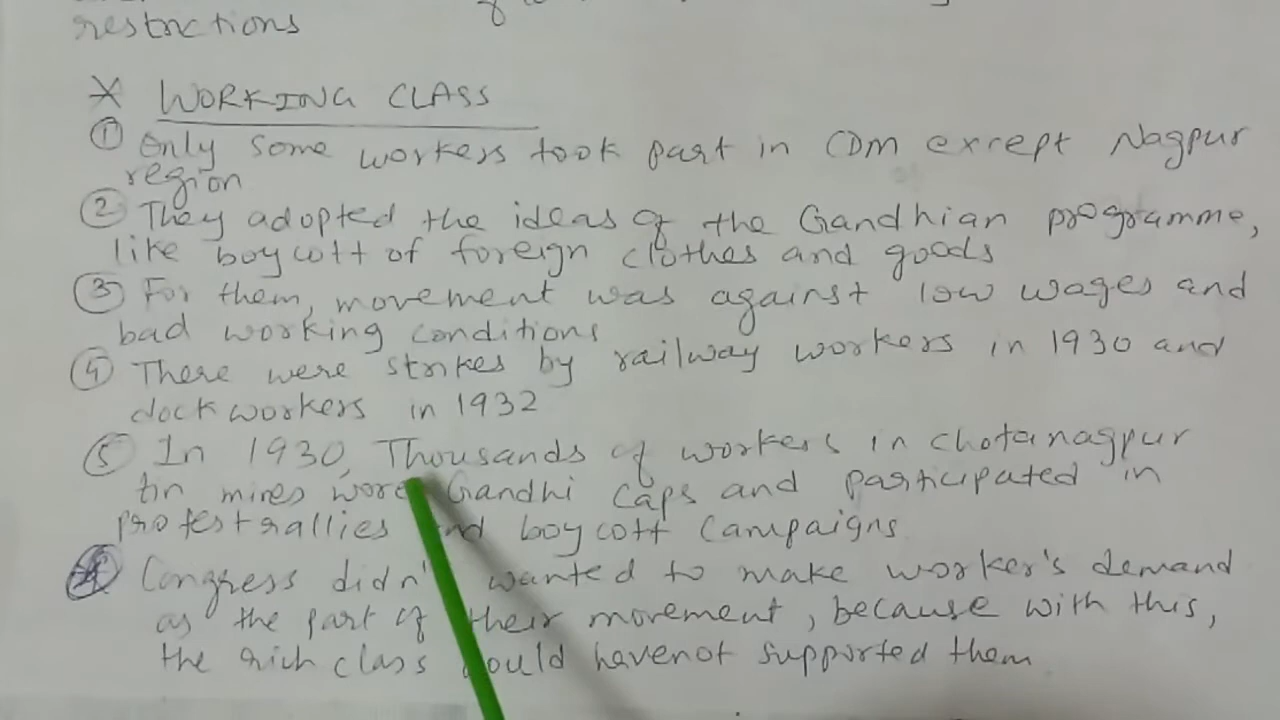 restrictions
* WORKING CLASS
① Only some workers took part in CDM except Nagpur
region
② They adopted the ideas of the Gandhian programme,
like boycott of foreign clothes and goods
③ For them, movement was against low wages and
bad working conditions
④ There were strikes by railway workers in 1930 and
dock workers in 1932
⑤ In 1930, Thousands of workers in chotanagpur
tin mines wore Gandhi caps and participated in
protest rallies and boycott campaigns
Congress didn't wanted to make worker's demand
as the part of their movement, because with this,
the rich class would have not supported them